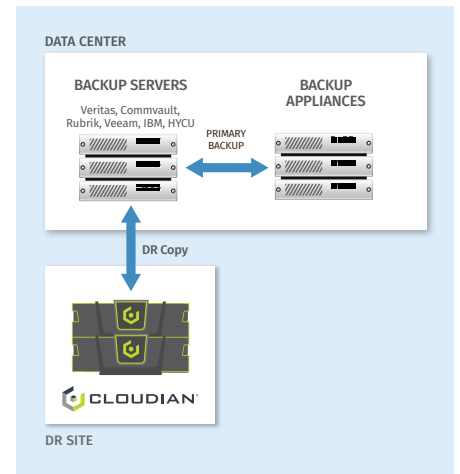 DATA CENTER
BACKUP SERVERS
Veritas, Commvault,
Rubrik, Veeam, IBM, HYCU
BACKUP
APPLIANCES
PRIMARY
BACKUP
DR Copy
CLOUDIAN
DR SITE